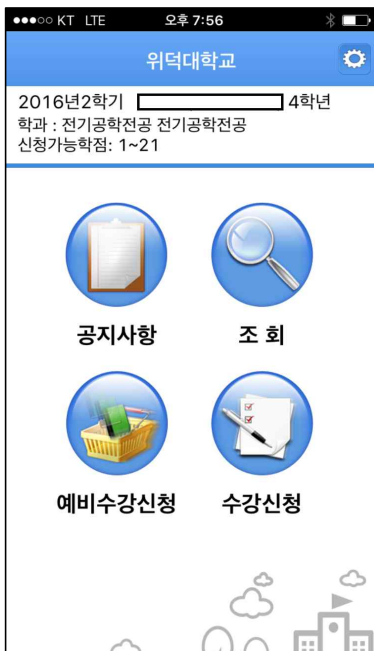 KT LTE 오후 7:56
위덕대학교
2016년2학기 4학년
학과 : 전기공학전공 전기공학전공
신청가능학점: 1~21
공지사항 조 회
예비수강신청 수강신청